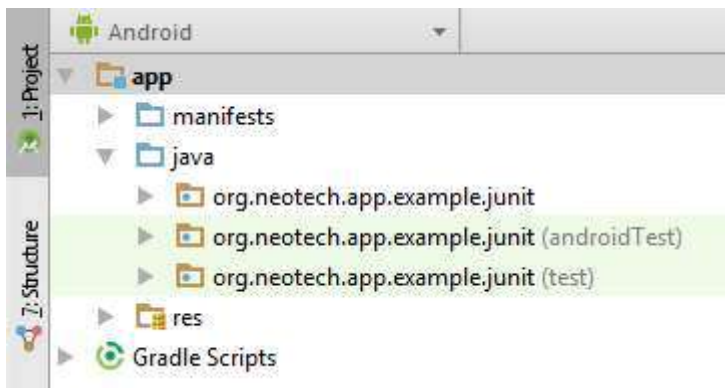 Android
1: Project
app
manifests
java
org.neotech.app.example.junit
org.neotech.app.example.junit (androidTest)
org.neotech.app.example.junit (test)
7: Structure
res
Gradle Scripts